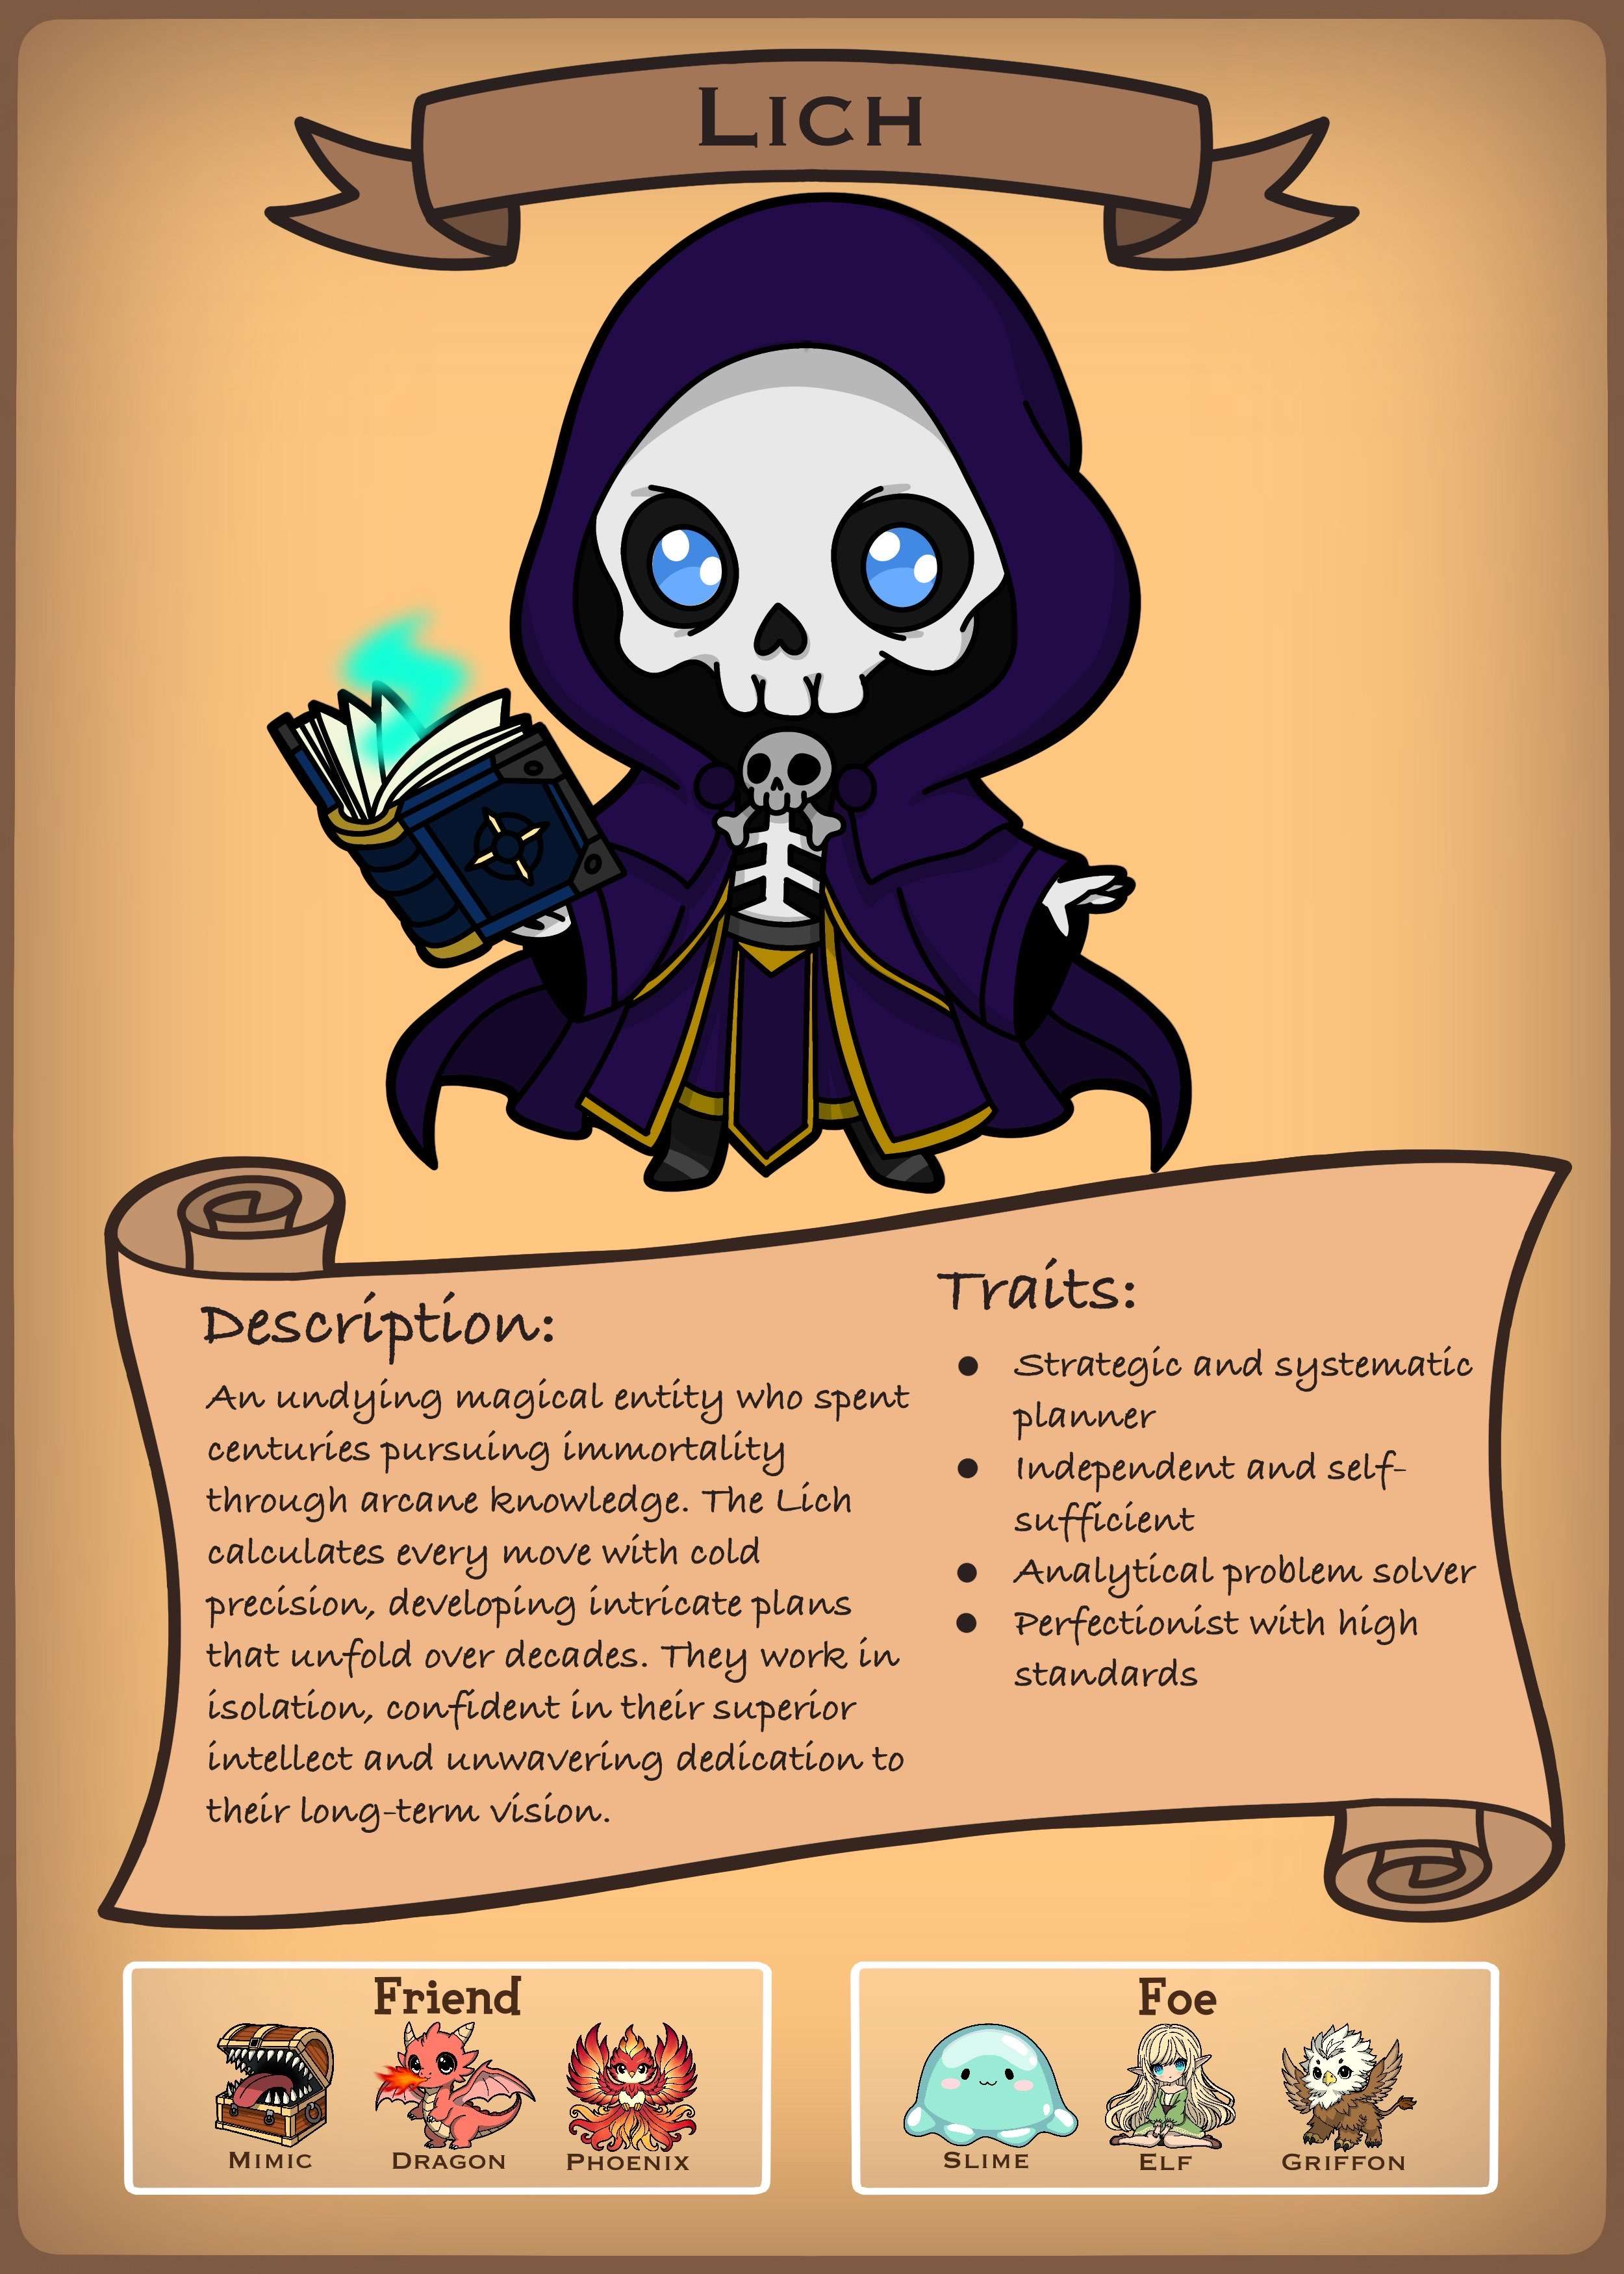 Lich
Description:
An undying magical entity who spent
centuries pursuing immortality
through arcane knowledge. The Lich
calculates every move with cold
precision, developing intricate plans
that unfold over decades. They work in
isolation, confident in their superior
intellect and unwavering dedication to
their long-term vision.
Traits:
● Strategic and systematic
planner
● Independent and self-
sufficient
● Analytical problem solver
● Perfectionist with high
standards
Friend
Mimic
Dragon
Phoenix
Foe
Slime
Elf
Griffon